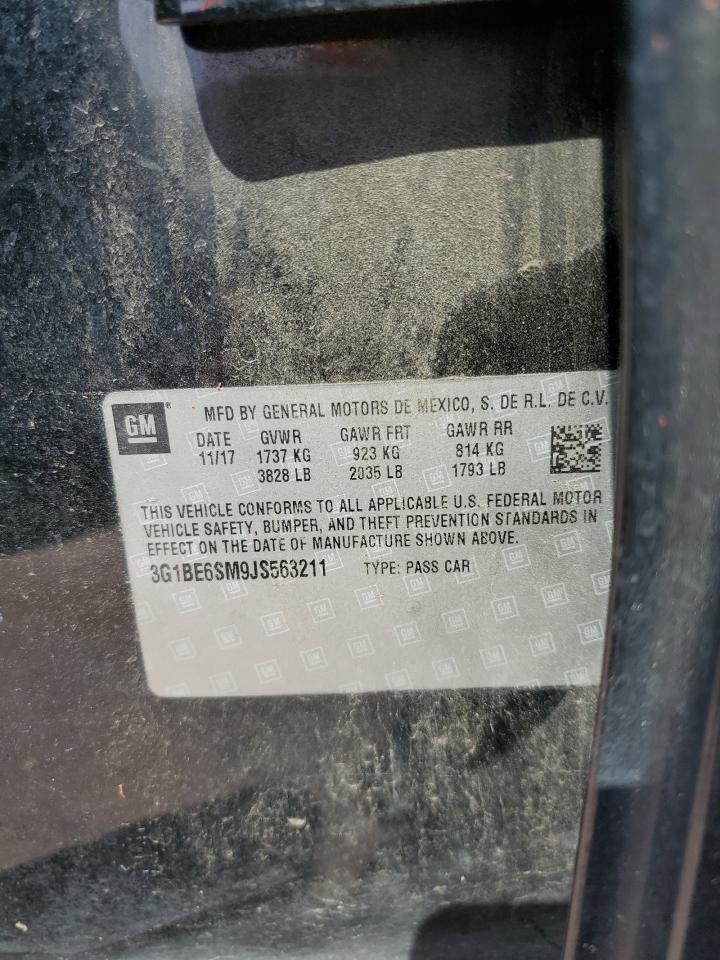 GM
MFD BY GENERAL MOTORS DE MEXICO, S. DE R.L. DE C.V.
DATE GVWR GAWR FRT GAWR RR
11/17 1737 KG 923 KG 814 KG
3828 LB 2035 LB 1793 LB
THIS VEHICLE CONFORMS TO ALL APPLICABLE U.S. FEDERAL MOTOR
VEHICLE SAFETY, BUMPER, AND THEFT PREVENTION STANDARDS IN
EFFECT ON THE DATE OF MANUFACTURE SHOWN ABOVE.
3G1BE6SM9JS563211 TYPE: PASS CAR